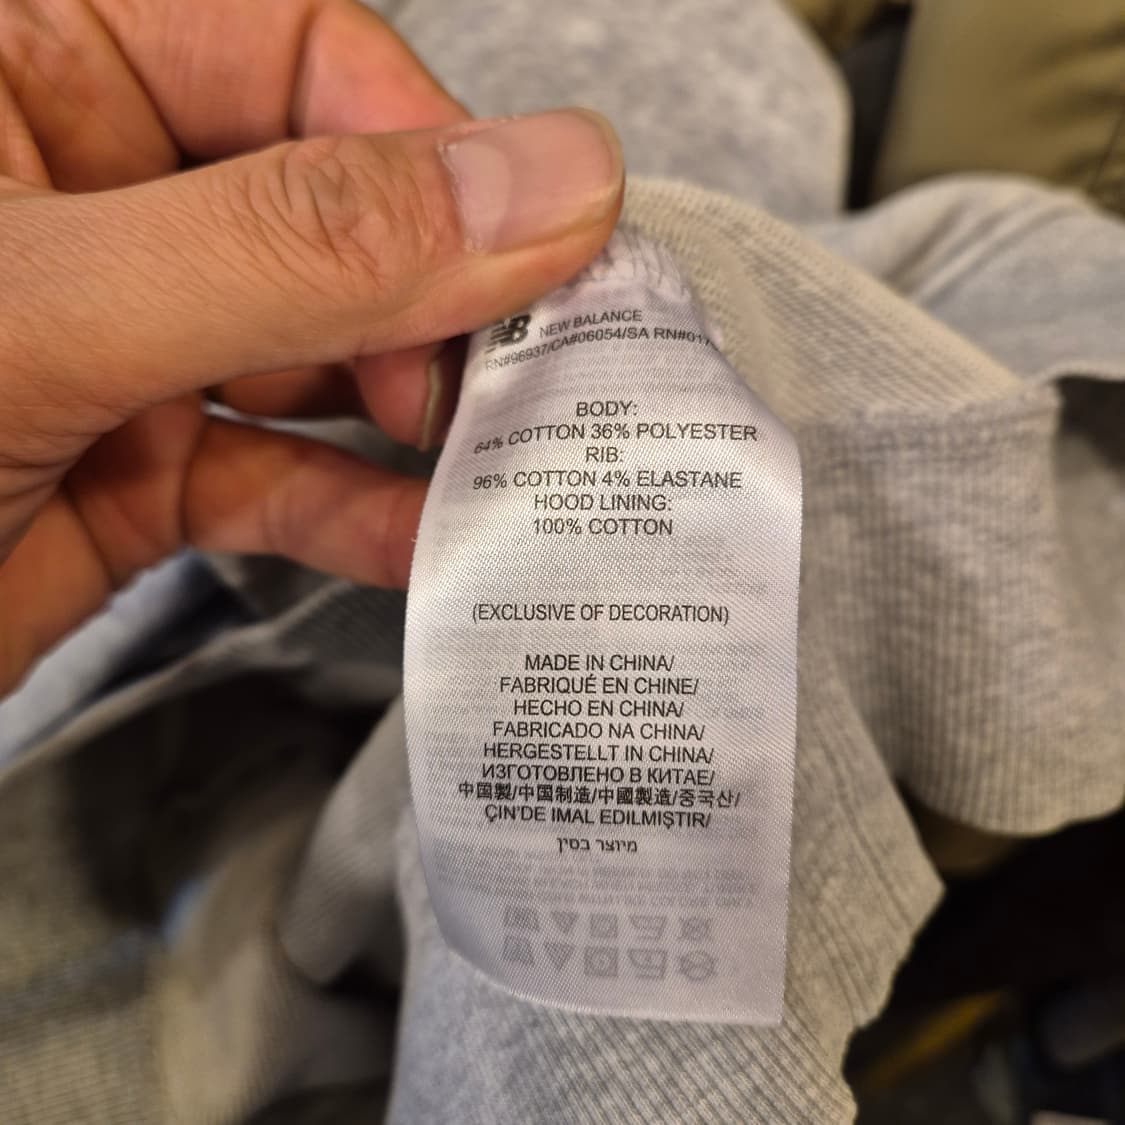 NB NEW BALANCE
RN#96937/CA#06054/SA RN#017
BODY:
64% COTTON 36% POLYESTER
RIB:
96% COTTON 4% ELASTANE
HOOD LINING:
100% COTTON
(EXCLUSIVE OF DECORATION)
MADE IN CHINA/
FABRIQUÉ EN CHINE/
HECHO EN CHINA/
FABRICADO NA CHINA/
HERGESTELLT IN CHINA/
ИЗГОТОВЛЕНО В КИТАЕ/
中国製/中国制造/中國製造/중국산/
ÇIN'DE IMAL EDILMIŞTIR/
מיוצר בסין